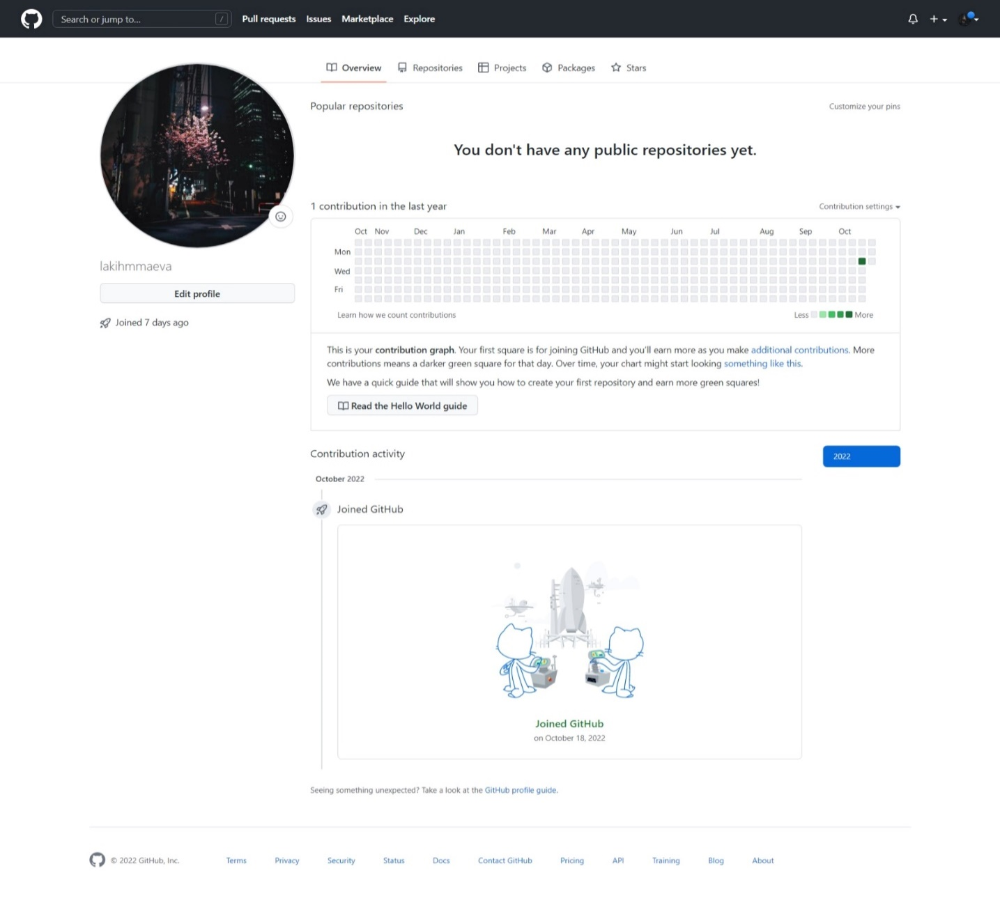 Search or jump to... /
Pull requests Issues Marketplace Explore
Overview Repositories Projects Packages Stars
lakihmmaeva
Edit profile
Joined 7 days ago
Popular repositories Customize your pins
You don't have any public repositories yet.
1 contribution in the last year Contribution settings
Oct Nov Dec Jan Feb Mar Apr May Jun Jul Aug Sep Oct
Mon
Wed
Fri
Learn how we count contributions Less More
This is your contribution graph. Your first square is for joining GitHub and you'll earn more as you make additional contributions. More
contributions means a darker green square for that day. Over time, your chart might start looking something like this.
We have a quick guide that will show you how to create your first repository and earn more green squares!
Read the Hello World guide
Contribution activity 2022
October 2022
Joined GitHub
Joined GitHub
on October 18, 2022
Seeing something unexpected? Take a look at the GitHub profile guide.
© 2022 GitHub, Inc. Terms Privacy Security Status Docs Contact GitHub Pricing API Training Blog About